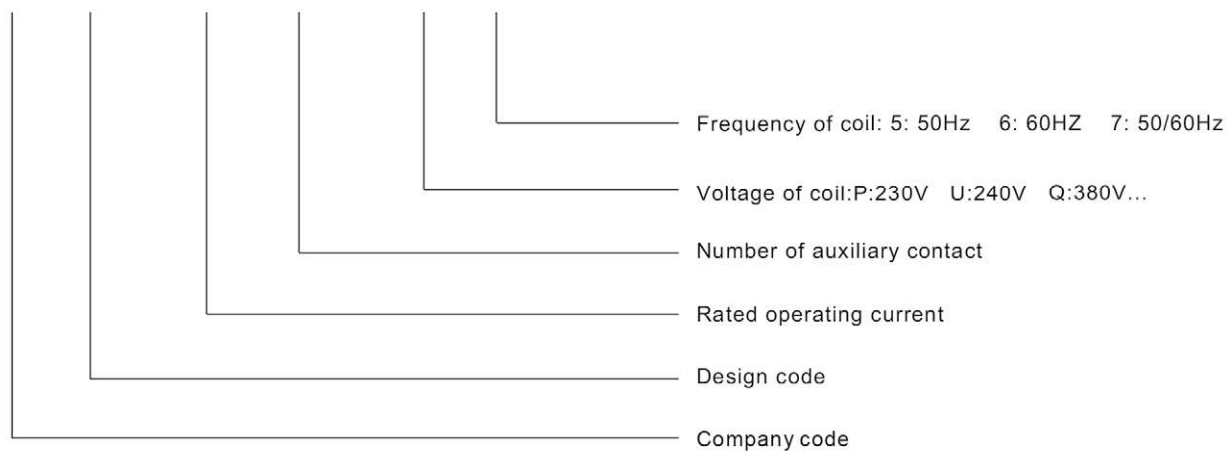 Frequency of coil: 5: 50Hz 6: 60HZ 7: 50/60Hz
Voltage of coil:P:230V U:240V Q:380V...
Number of auxiliary contact
Rated operating current
Design code
Company code